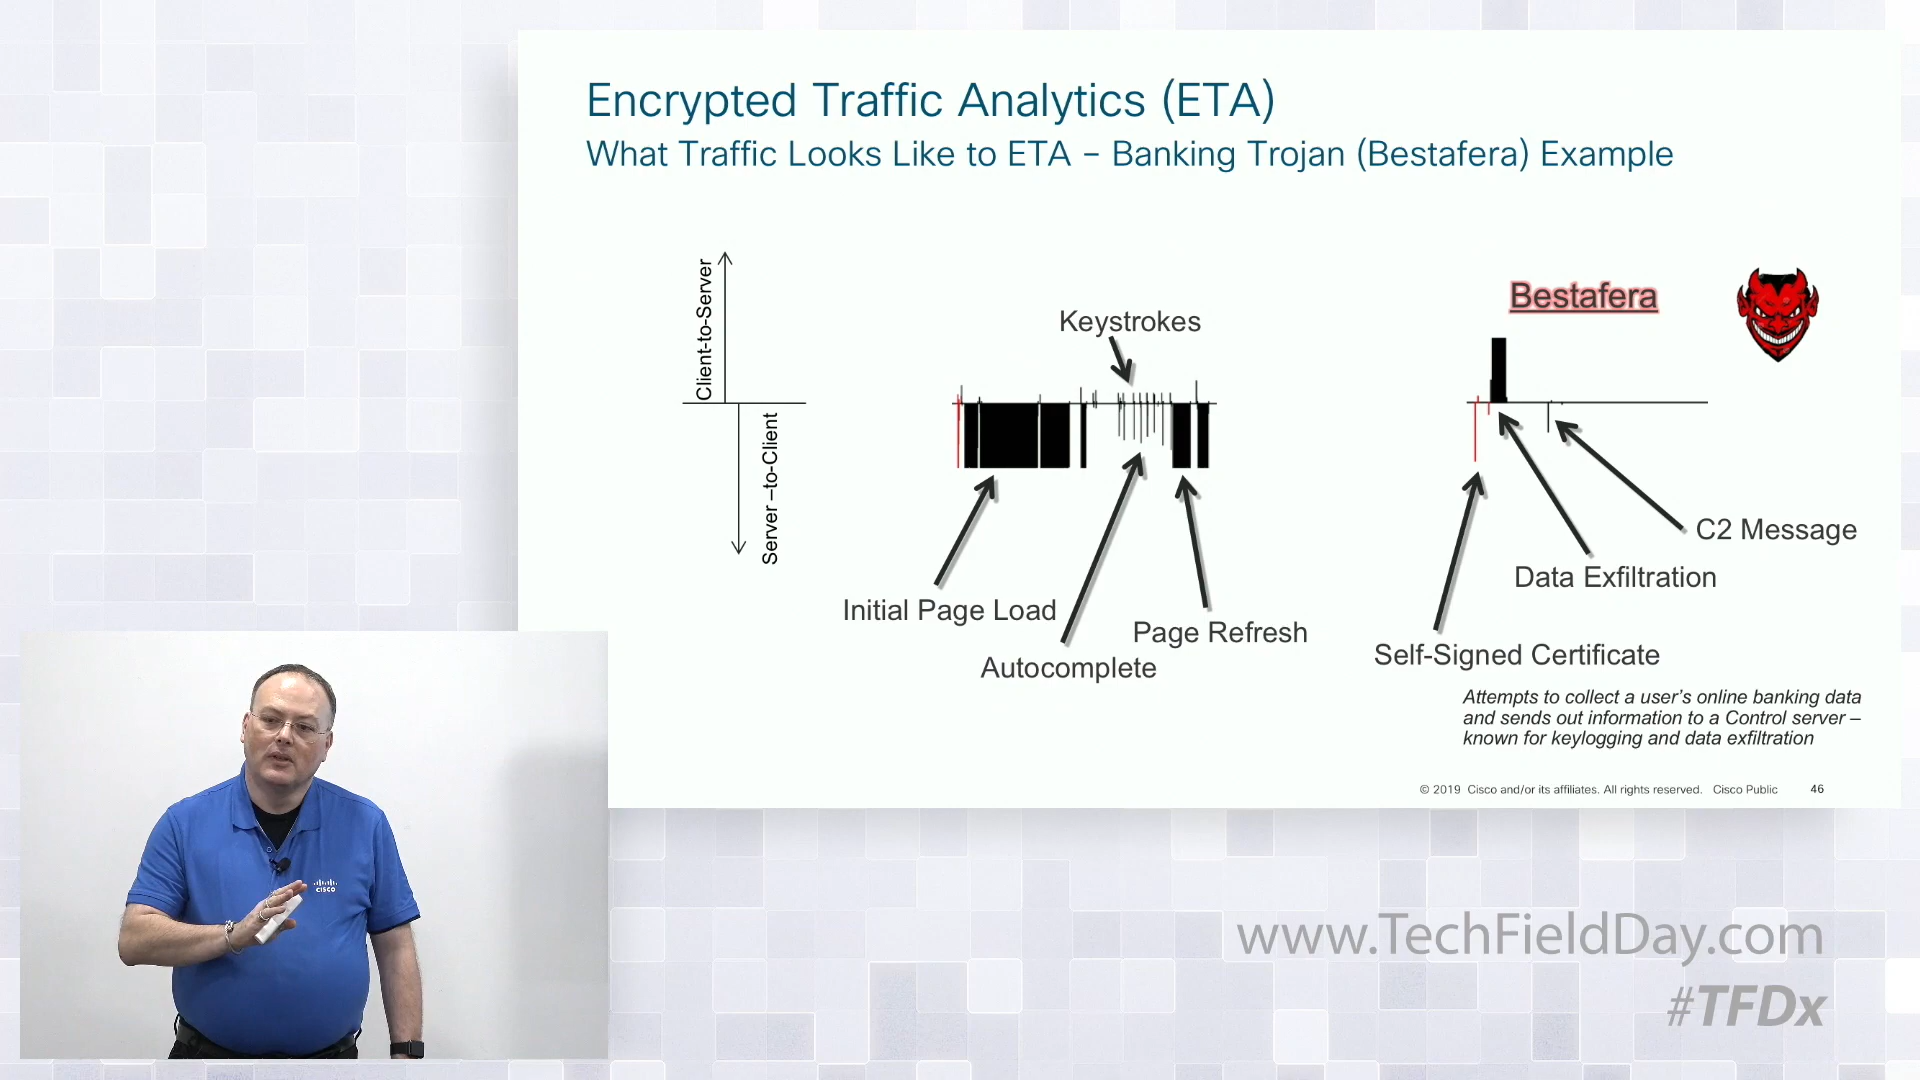 Encrypted Traffic Analytics (ETA)
What Traffic Looks Like to ETA – Banking Trojan (Bestafera) Example
Client-to-Server
Server –to-Client
Keystrokes
Initial Page Load
Autocomplete
Page Refresh
Bestafera
C2 Message
Data Exfiltration
Self-Signed Certificate
Attempts to collect a user's online banking data
and sends out information to a Control server –
known for keylogging and data exfiltration
© 2019 Cisco and/or its affiliates. All rights reserved. Cisco Public 46
CISCO
www.TechFieldDay.com
#TFDx